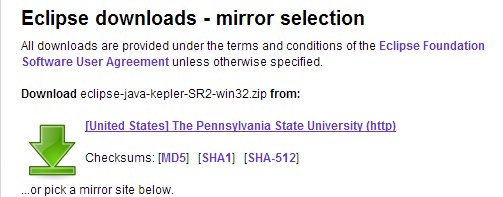 Eclipse downloads - mirror selection
All downloads are provided under the terms and conditions of the Eclipse Foundation
Software User Agreement unless otherwise specified.
Download eclipse-java-kepler-SR2-win32.zip from:
[United States] The Pennsylvania State University (http)
Checksums: [MD5] [SHA1] [SHA-512]
...or pick a mirror site below.